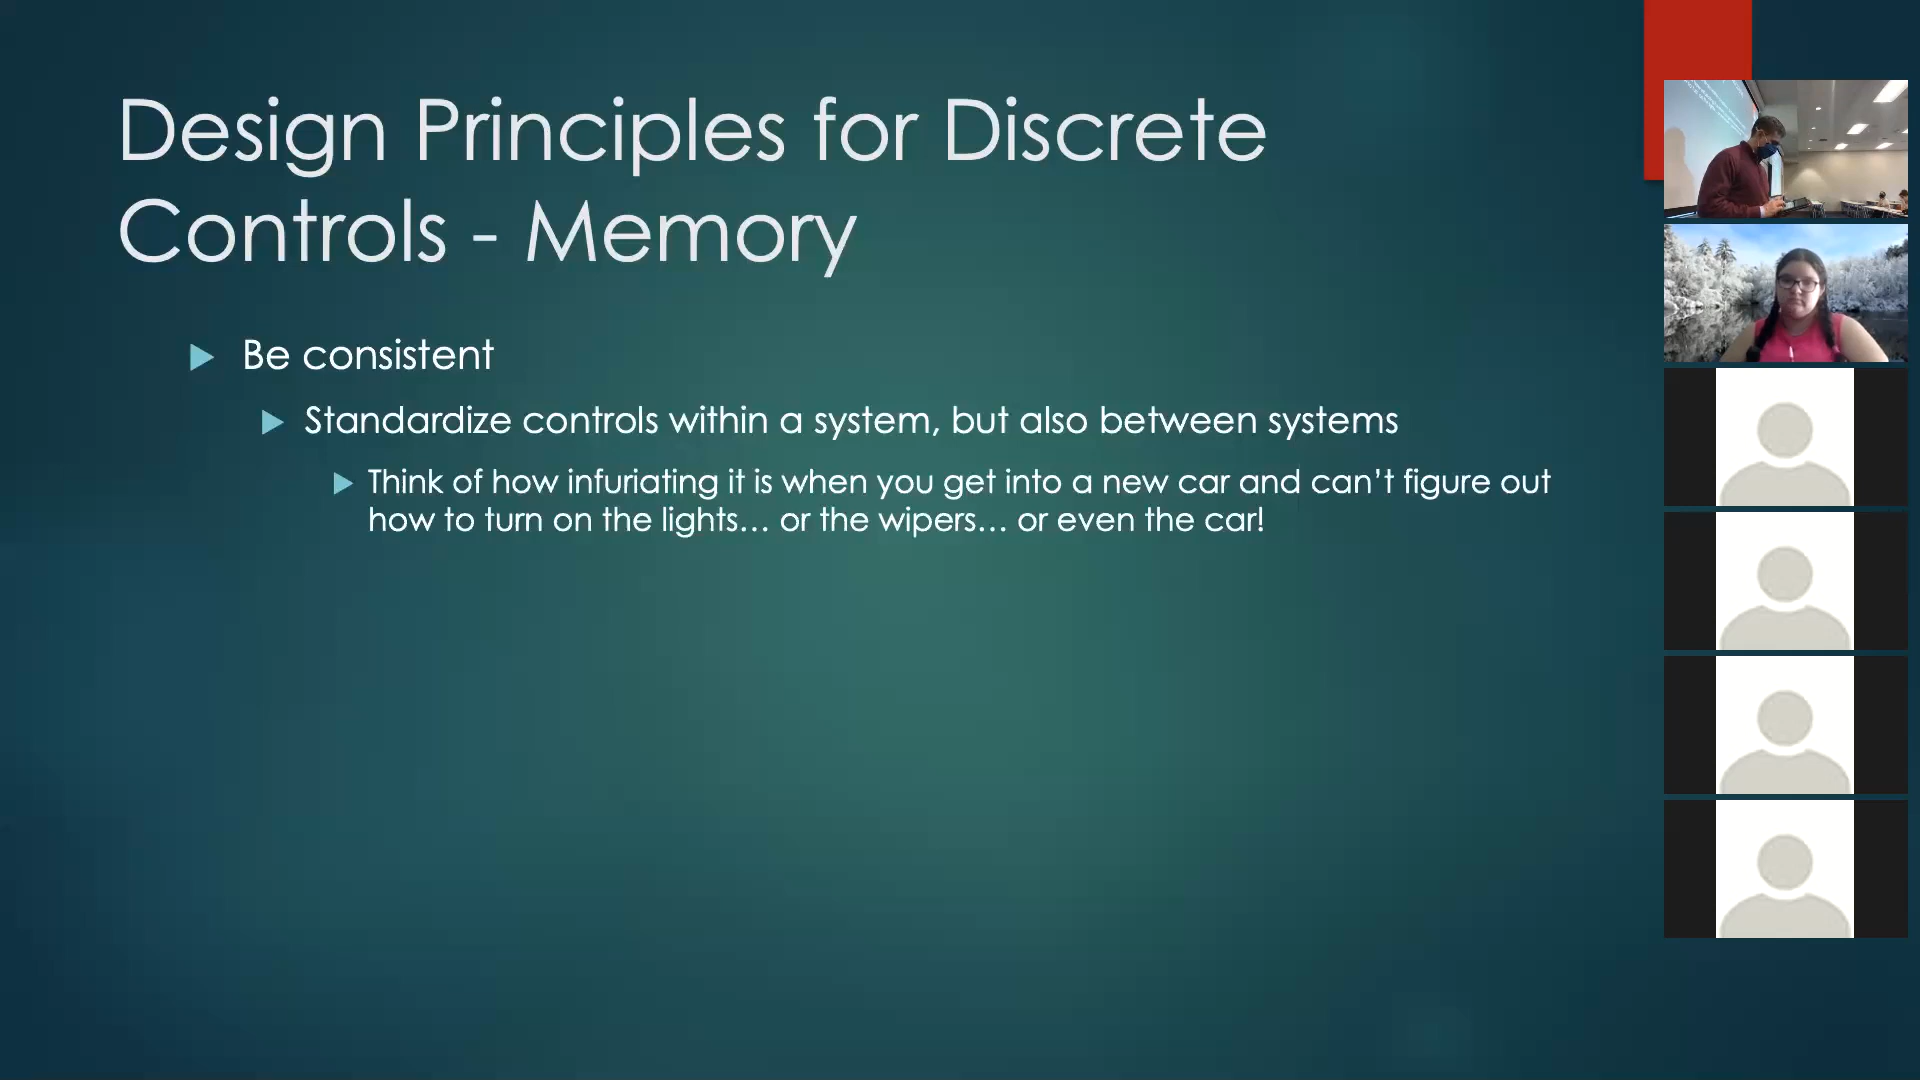 Design Principles for Discrete
Controls - Memory
Be consistent
Standardize controls within a system, but also between systems
Think of how infuriating it is when you get into a new car and can’t figure out
how to turn on the lights… or the wipers… or even the car!